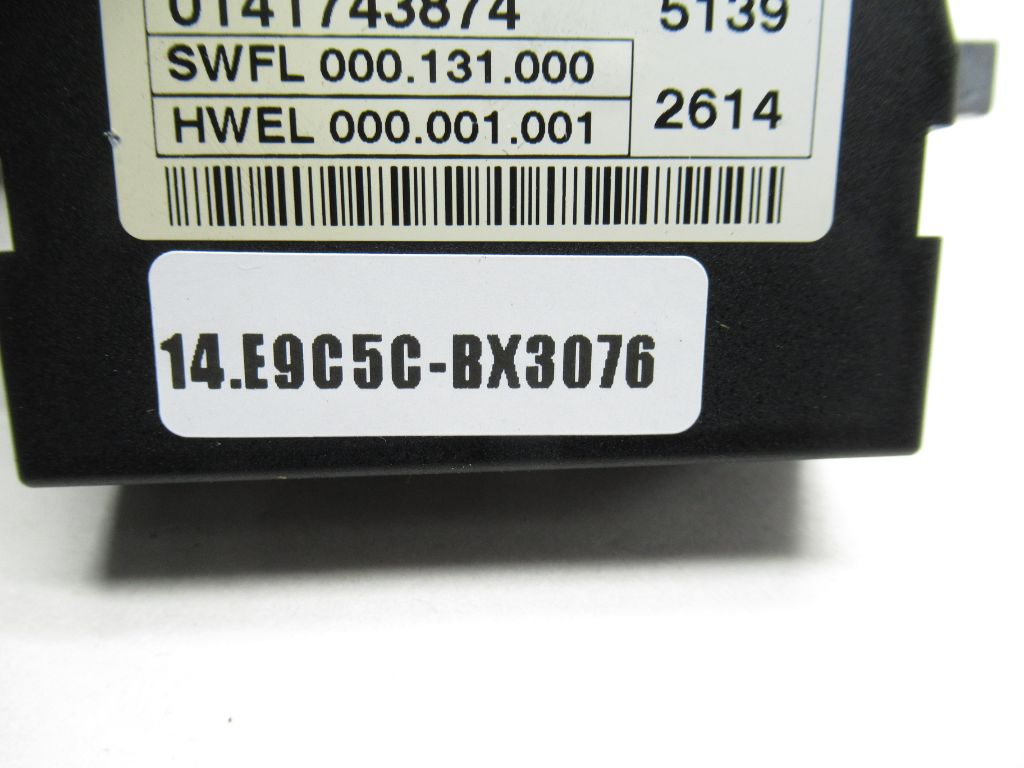 0141743874 5139
SWFL 000.131.000
HWEL 000.001.001 2614
14.E9C5C-BX3076